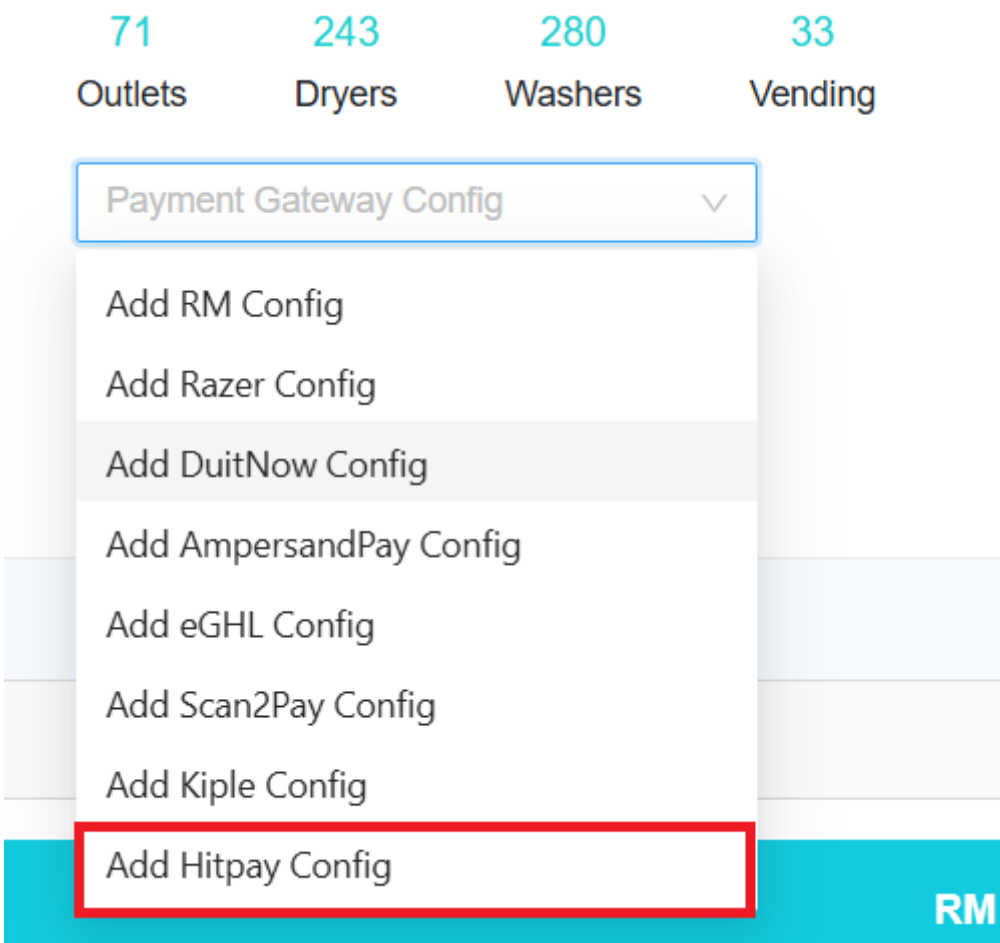 71 243 280 33
Outlets Dryers Washers Vending
Payment Gateway Config
Add RM Config
Add Razer Config
Add DuitNow Config
Add AmpersandPay Config
Add eGHL Config
Add Scan2Pay Config
Add Kiple Config
Add Hitpay Config
RM